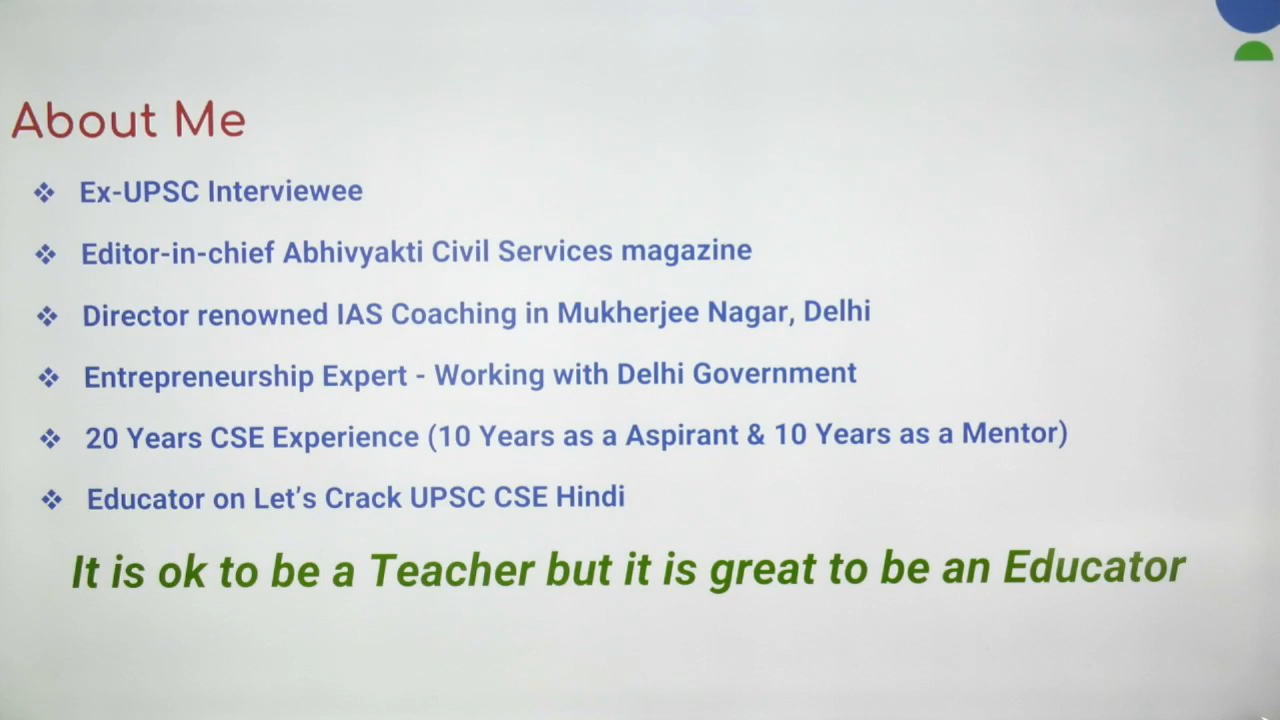 About Me
❖ Ex-UPSC Interviewee
❖ Editor-in-chief Abhivyakti Civil Services magazine
❖ Director renowned IAS Coaching in Mukherjee Nagar, Delhi
❖ Entrepreneurship Expert - Working with Delhi Government
❖ 20 Years CSE Experience (10 Years as a Aspirant & 10 Years as a Mentor)
❖ Educator on Let's Crack UPSC CSE Hindi
It is ok to be a Teacher but it is great to be an Educator